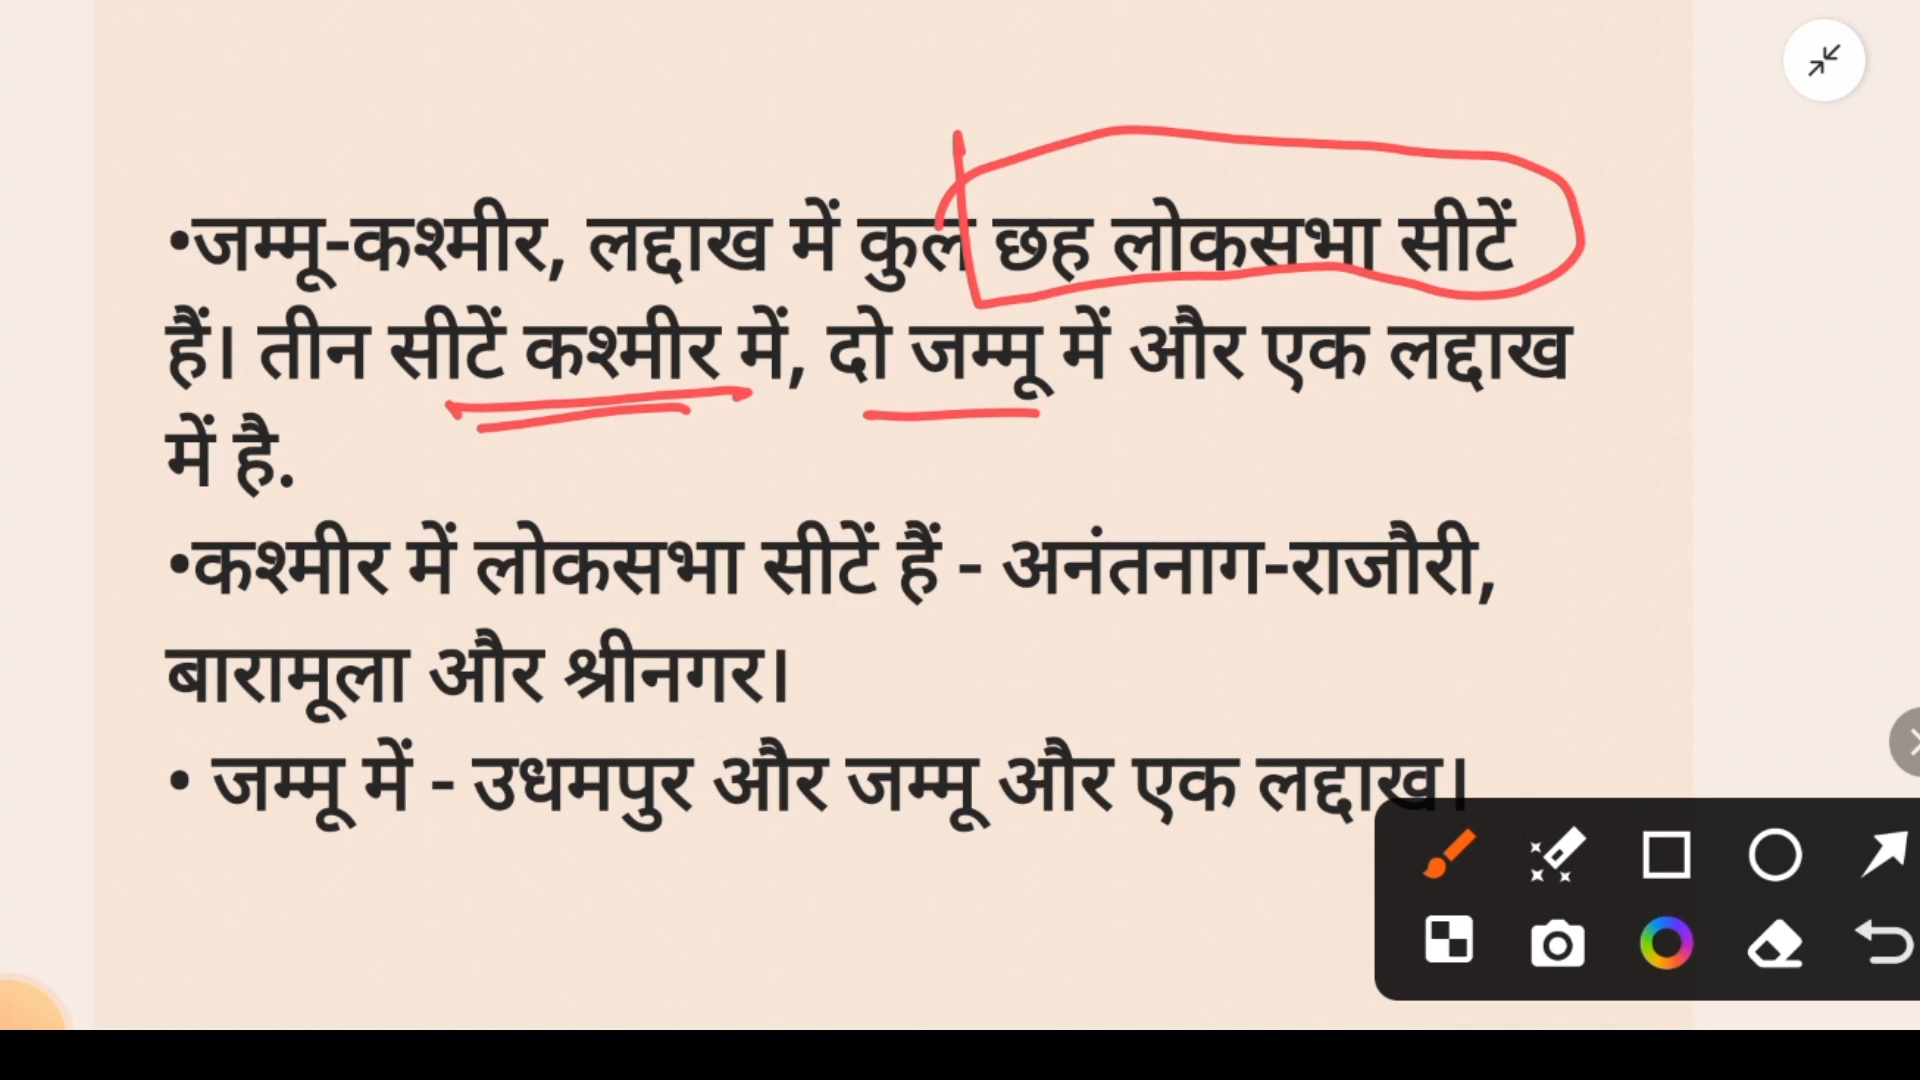 •जम्मू-कश्मीर, लद्दाख में कुल छह लोकसभा सीटें
हैं। तीन सीटें कश्मीर में, दो जम्मू में और एक लद्दाख
में है.
•कश्मीर में लोकसभा सीटें हैं - अनंतनाग-राजौरी,
बारामूला और श्रीनगर।
• जम्मू में - उधमपुर और जम्मू और एक लद्दाख।